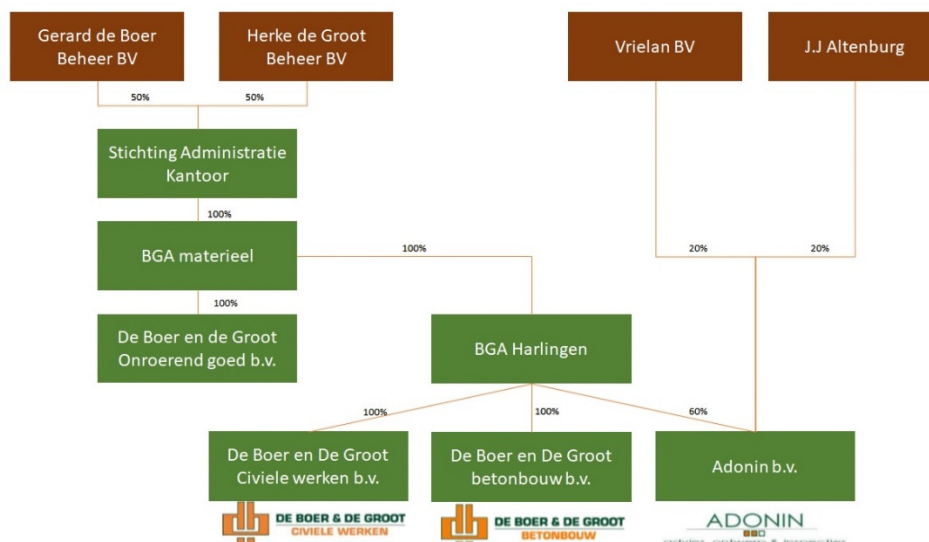 Gerard de Boer
Beheer BV
Herke de Groot
Beheer BV
Vrielan BV
J.J Altenburg
50%
50%
Stichting Administratie
Kantoor
100%
BGA materieel
100%
20%
20%
100%
De Boer en de Groot
Onroerend goed b.v.
BGA Harlingen
100%
100%
60%
De Boer en De Groot
Civiele werken b.v.
De Boer en De Groot
betonbouw b.v.
Adonin b.v.
DE BOER & DE GROOT
CIVIELE WERKEN
DE BOER & DE GROOT
BETONBOUW
ADONIN